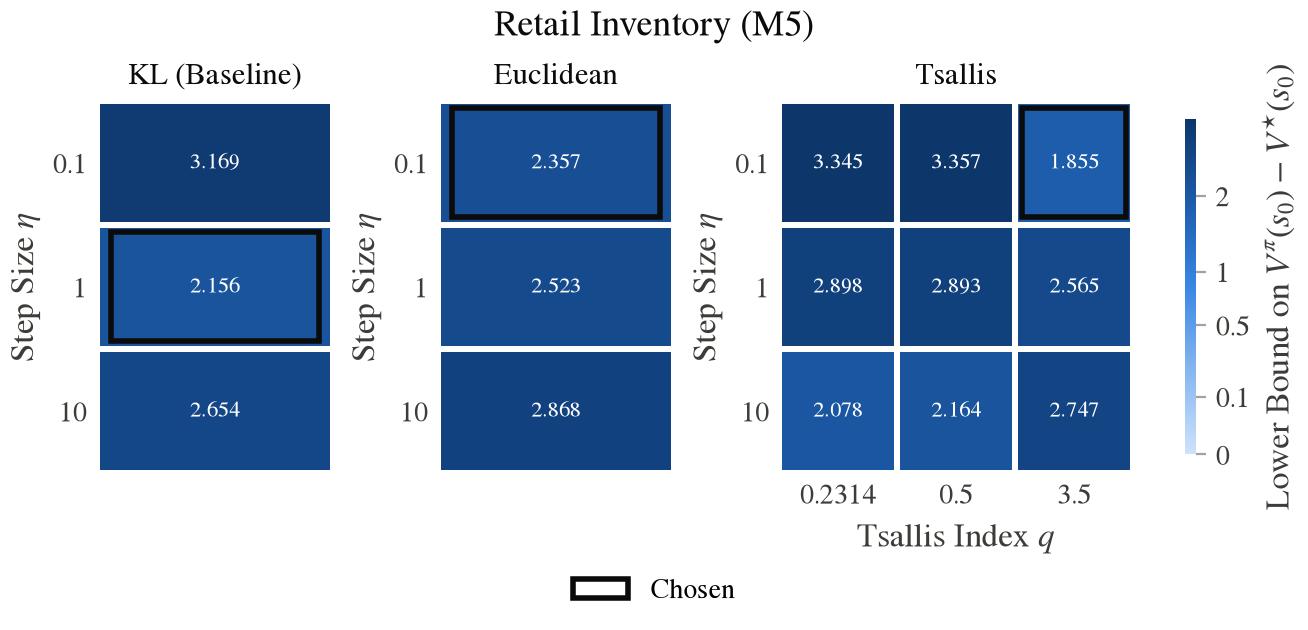 Retail Inventory (M5)
KL (Baseline)
Step Size η
0.1
1
10
3.169
2.156
2.654
Euclidean
Step Size η
0.1
1
10
2.357
2.523
2.868
Tsallis
Step Size η
0.1
1
10
3.345 3.357 1.855
2.898 2.893 2.565
2.078 2.164 2.747
0.2314 0.5 3.5
Tsallis Index q
2
1
0.5
0.1
0
Lower Bound on V^π(s₀) − V^★(s₀)
Chosen